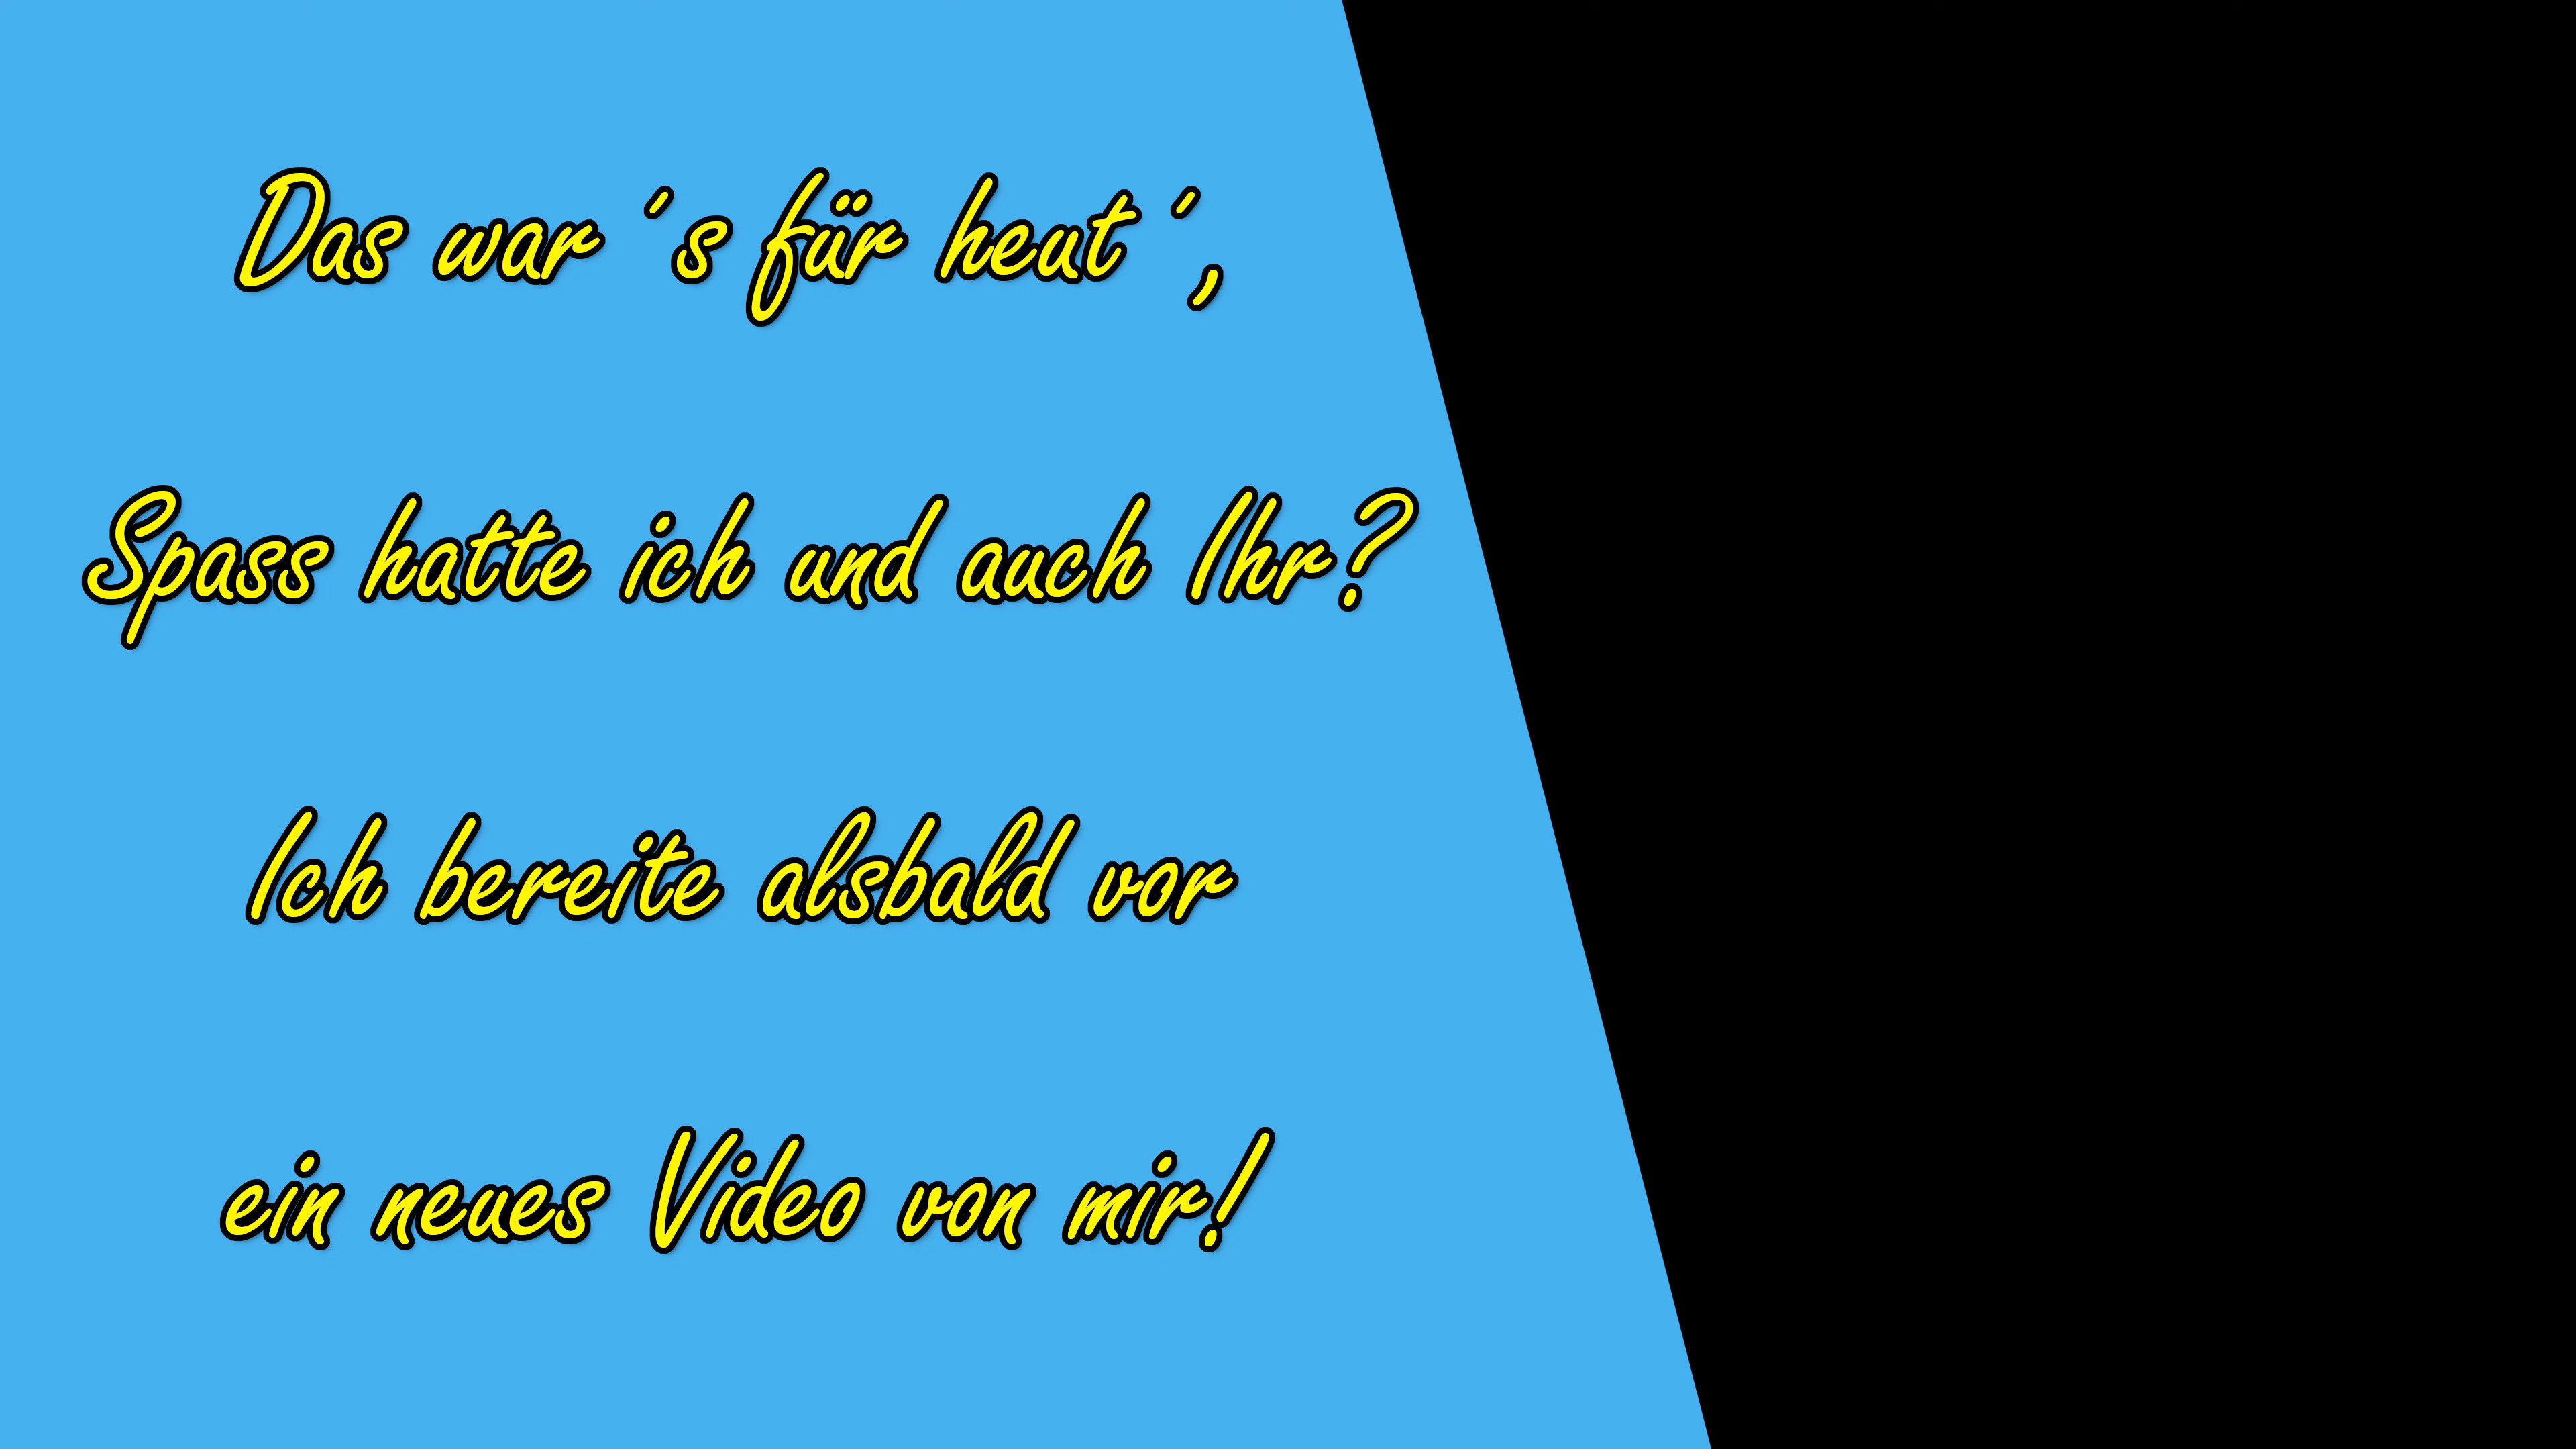 Das war ´s für heut´,
Spass hatte ich und auch Ihr?
Ich bereite alsbald vor
ein neues Video von mir!